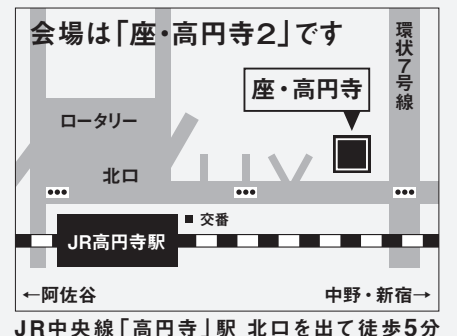 会場は「座・高円寺2」です
環状7号線
座・高円寺
ロータリー
北口
交番
JR高円寺駅
←阿佐谷
中野・新宿→
JR中央線「高円寺」駅 北口を出て徒歩5分